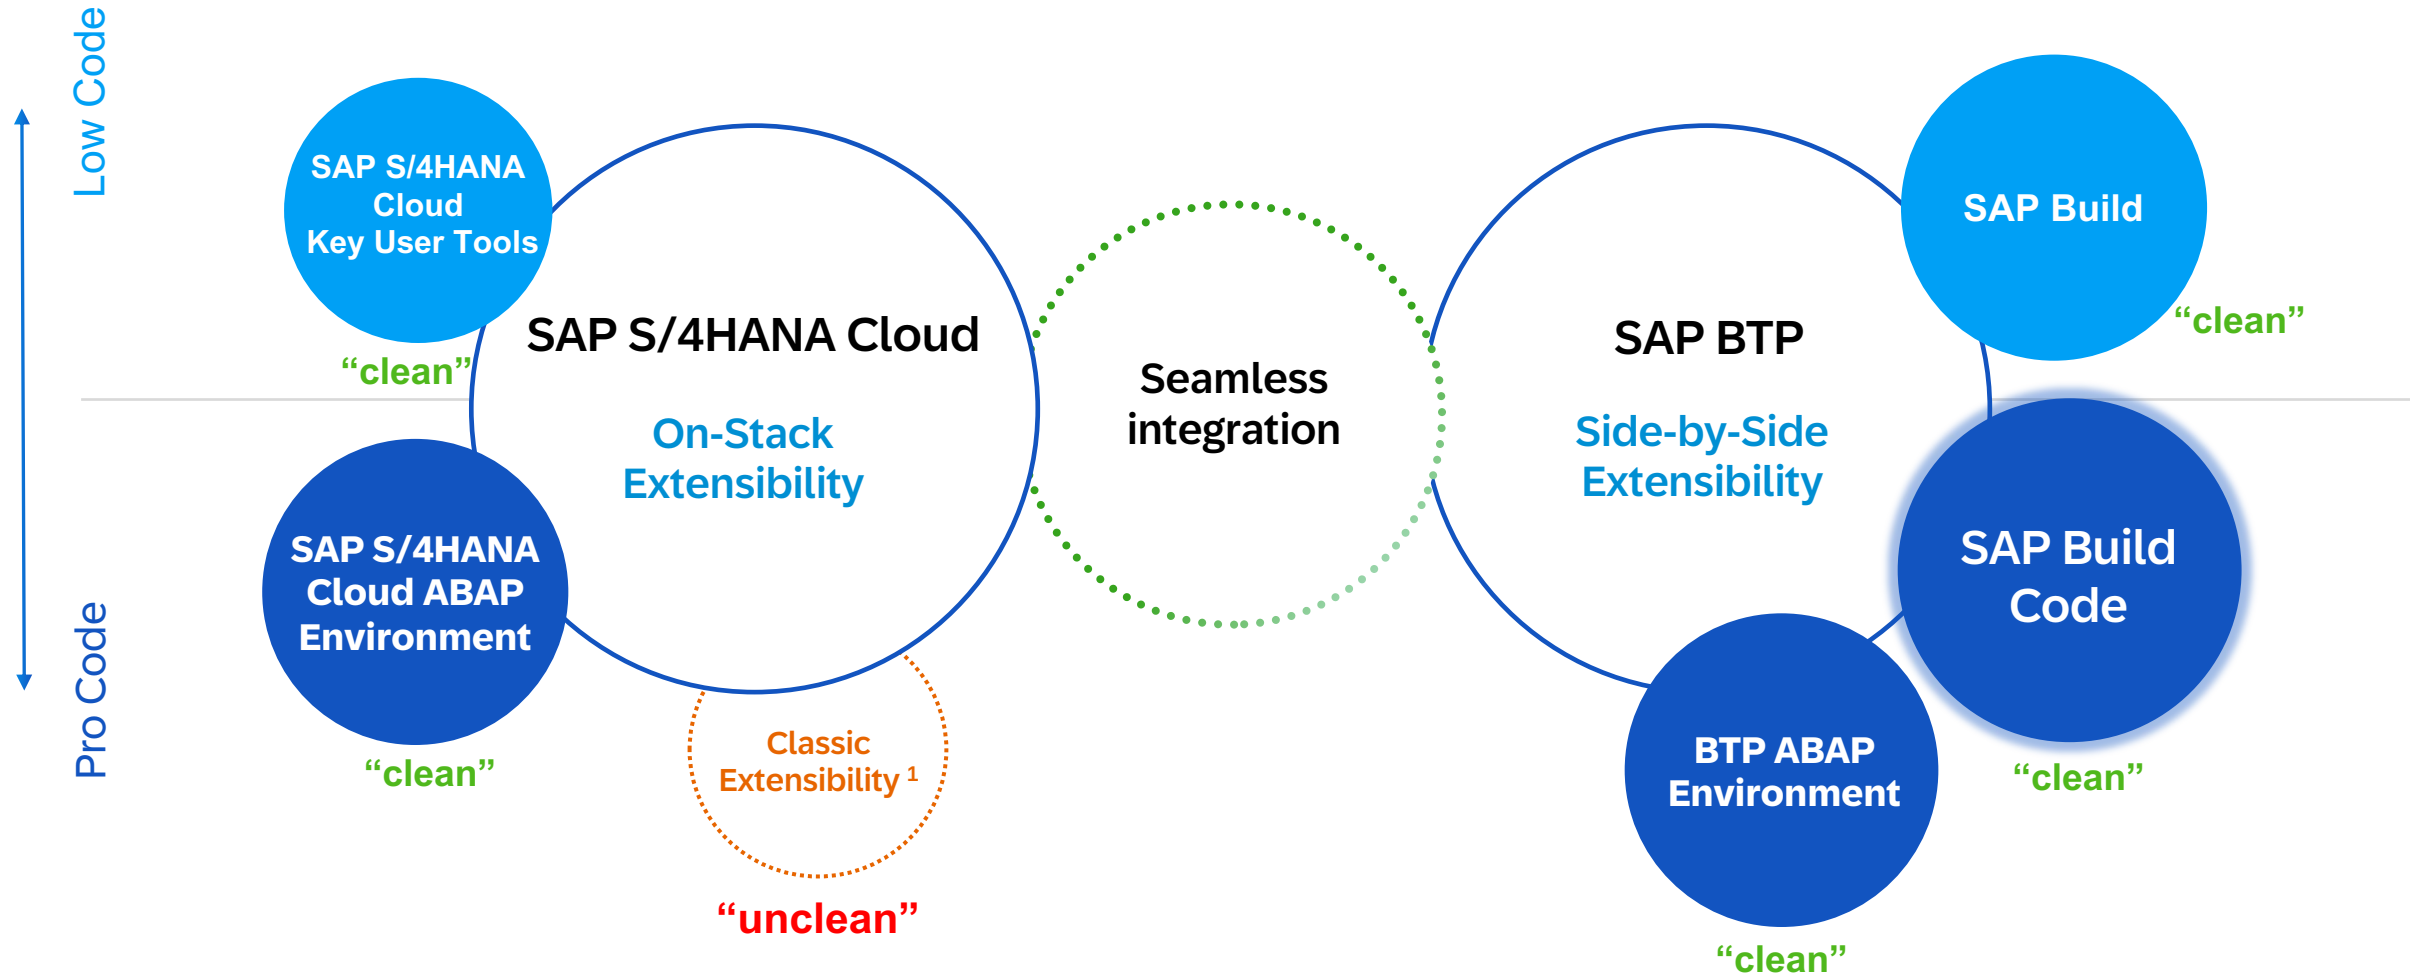 Low Code
Pro Code
SAP S/4HANA
Cloud
Key User Tools
“clean”
SAP S/4HANA
Cloud ABAP
Environment
“clean”
SAP S/4HANA Cloud
On-Stack
Extensibility
Classic
Extensibility 1
“unclean”
Seamless
integration
SAP BTP
Side-by-Side
Extensibility
SAP Build
“clean”
SAP Build
Code
“clean”
BTP ABAP
Environment
“clean”